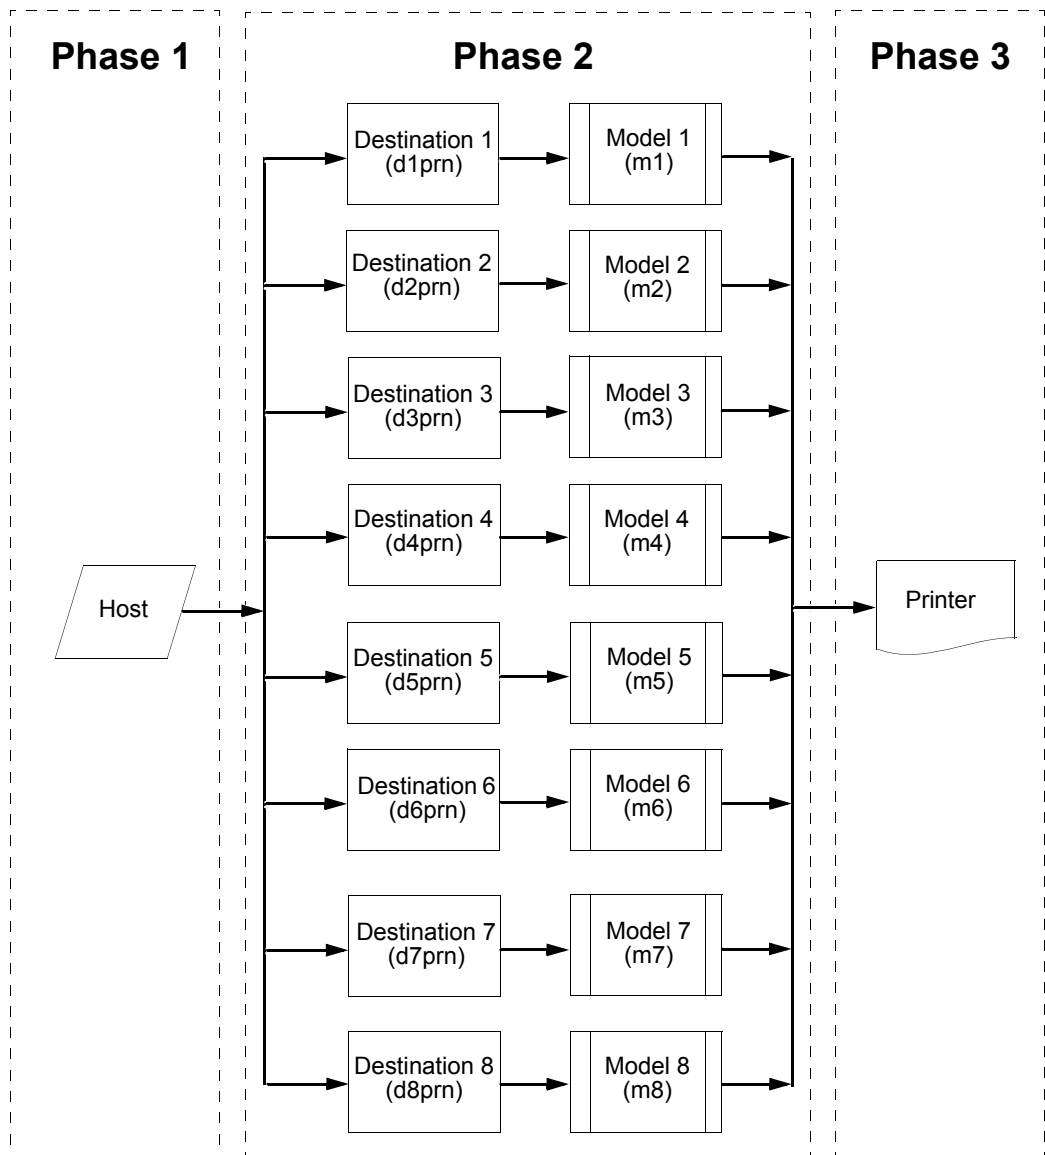 Phase 1
Phase 2
Phase 3
Destination 1
(d1prn)
Model 1
(m1)
Destination 2
(d2prn)
Model 2
(m2)
Destination 3
(d3prn)
Model 3
(m3)
Destination 4
(d4prn)
Model 4
(m4)
Host
Printer
Destination 5
(d5prn)
Model 5
(m5)
Destination 6
(d6prn)
Model 6
(m6)
Destination 7
(d7prn)
Model 7
(m7)
Destination 8
(d8prn)
Model 8
(m8)